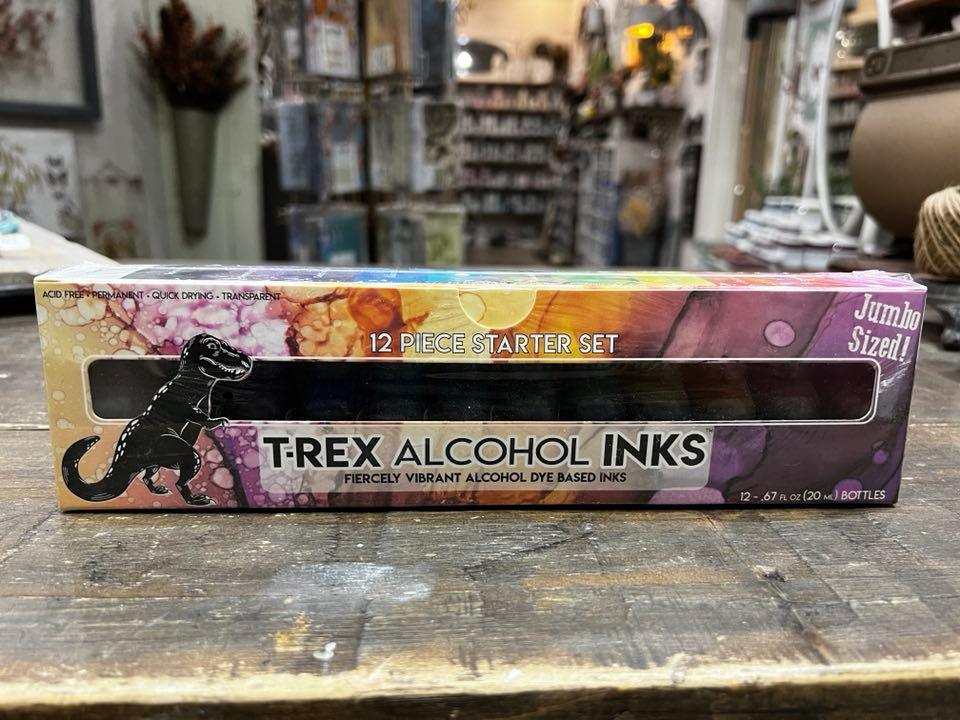 ACID FREE • PERMANENT • QUICK DRYING • TRANSPARENT
Jumbo
Sized!
12 PIECE STARTER SET
T-REX ALCOHOL INKS™
FIERCELY VIBRANT ALCOHOL DYE BASED INKS
12 - .67 FL OZ (20 ML) BOTTLES